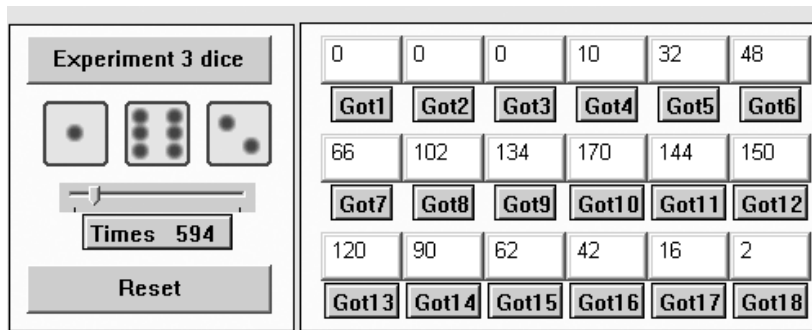 Experiment 3 dice
Times 594
Reset
0 0 0 10 32 48
Got1 Got2 Got3 Got4 Got5 Got6
66 102 134 170 144 150
Got7 Got8 Got9 Got10 Got11 Got12
120 90 62 42 16 2
Got13 Got14 Got15 Got16 Got17 Got18